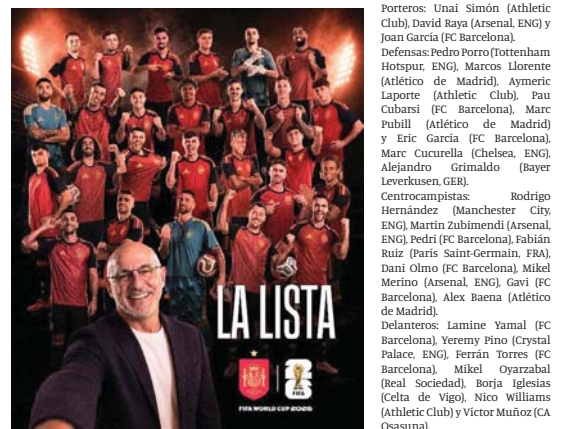 LA LISTA
FIFA
FIFA WORLD CUP 2026
Porteros: Unai Simón (Athletic
Club), David Raya (Arsenal, ENG) y
Joan García (FC Barcelona).
Defensas: Pedro Porro (Tottenham
Hotspur, ENG), Marcos Llorente
(Atlético de Madrid), Aymeric
Laporte (Athletic Club), Pau
Cubarsi (FC Barcelona), Marc
Pubill (Atlético de Madrid)
y Eric García (FC Barcelona),
Marc Cucurella (Chelsea, ENG),
Alejandro Grimaldo (Bayer
Leverkusen, GER).
Centrocampistas: Rodrigo
Hernández (Manchester City,
ENG), Martín Zubimendi (Arsenal,
ENG), Pedri (FC Barcelona), Fabián
Ruiz (París Saint-Germain, FRA),
Dani Olmo (FC Barcelona), Mikel
Merino (Arsenal, ENG), Gavi (FC
Barcelona), Alex Baena (Atlético
de Madrid).
Delanteros: Lamine Yamal (FC
Barcelona), Yeremy Pino (Crystal
Palace, ENG), Ferrán Torres (FC
Barcelona), Mikel Oyarzabal
(Real Sociedad), Borja Iglesias
(Celta de Vigo), Nico Williams
(Athletic Club) y Víctor Muñoz (CA
Osasuna).